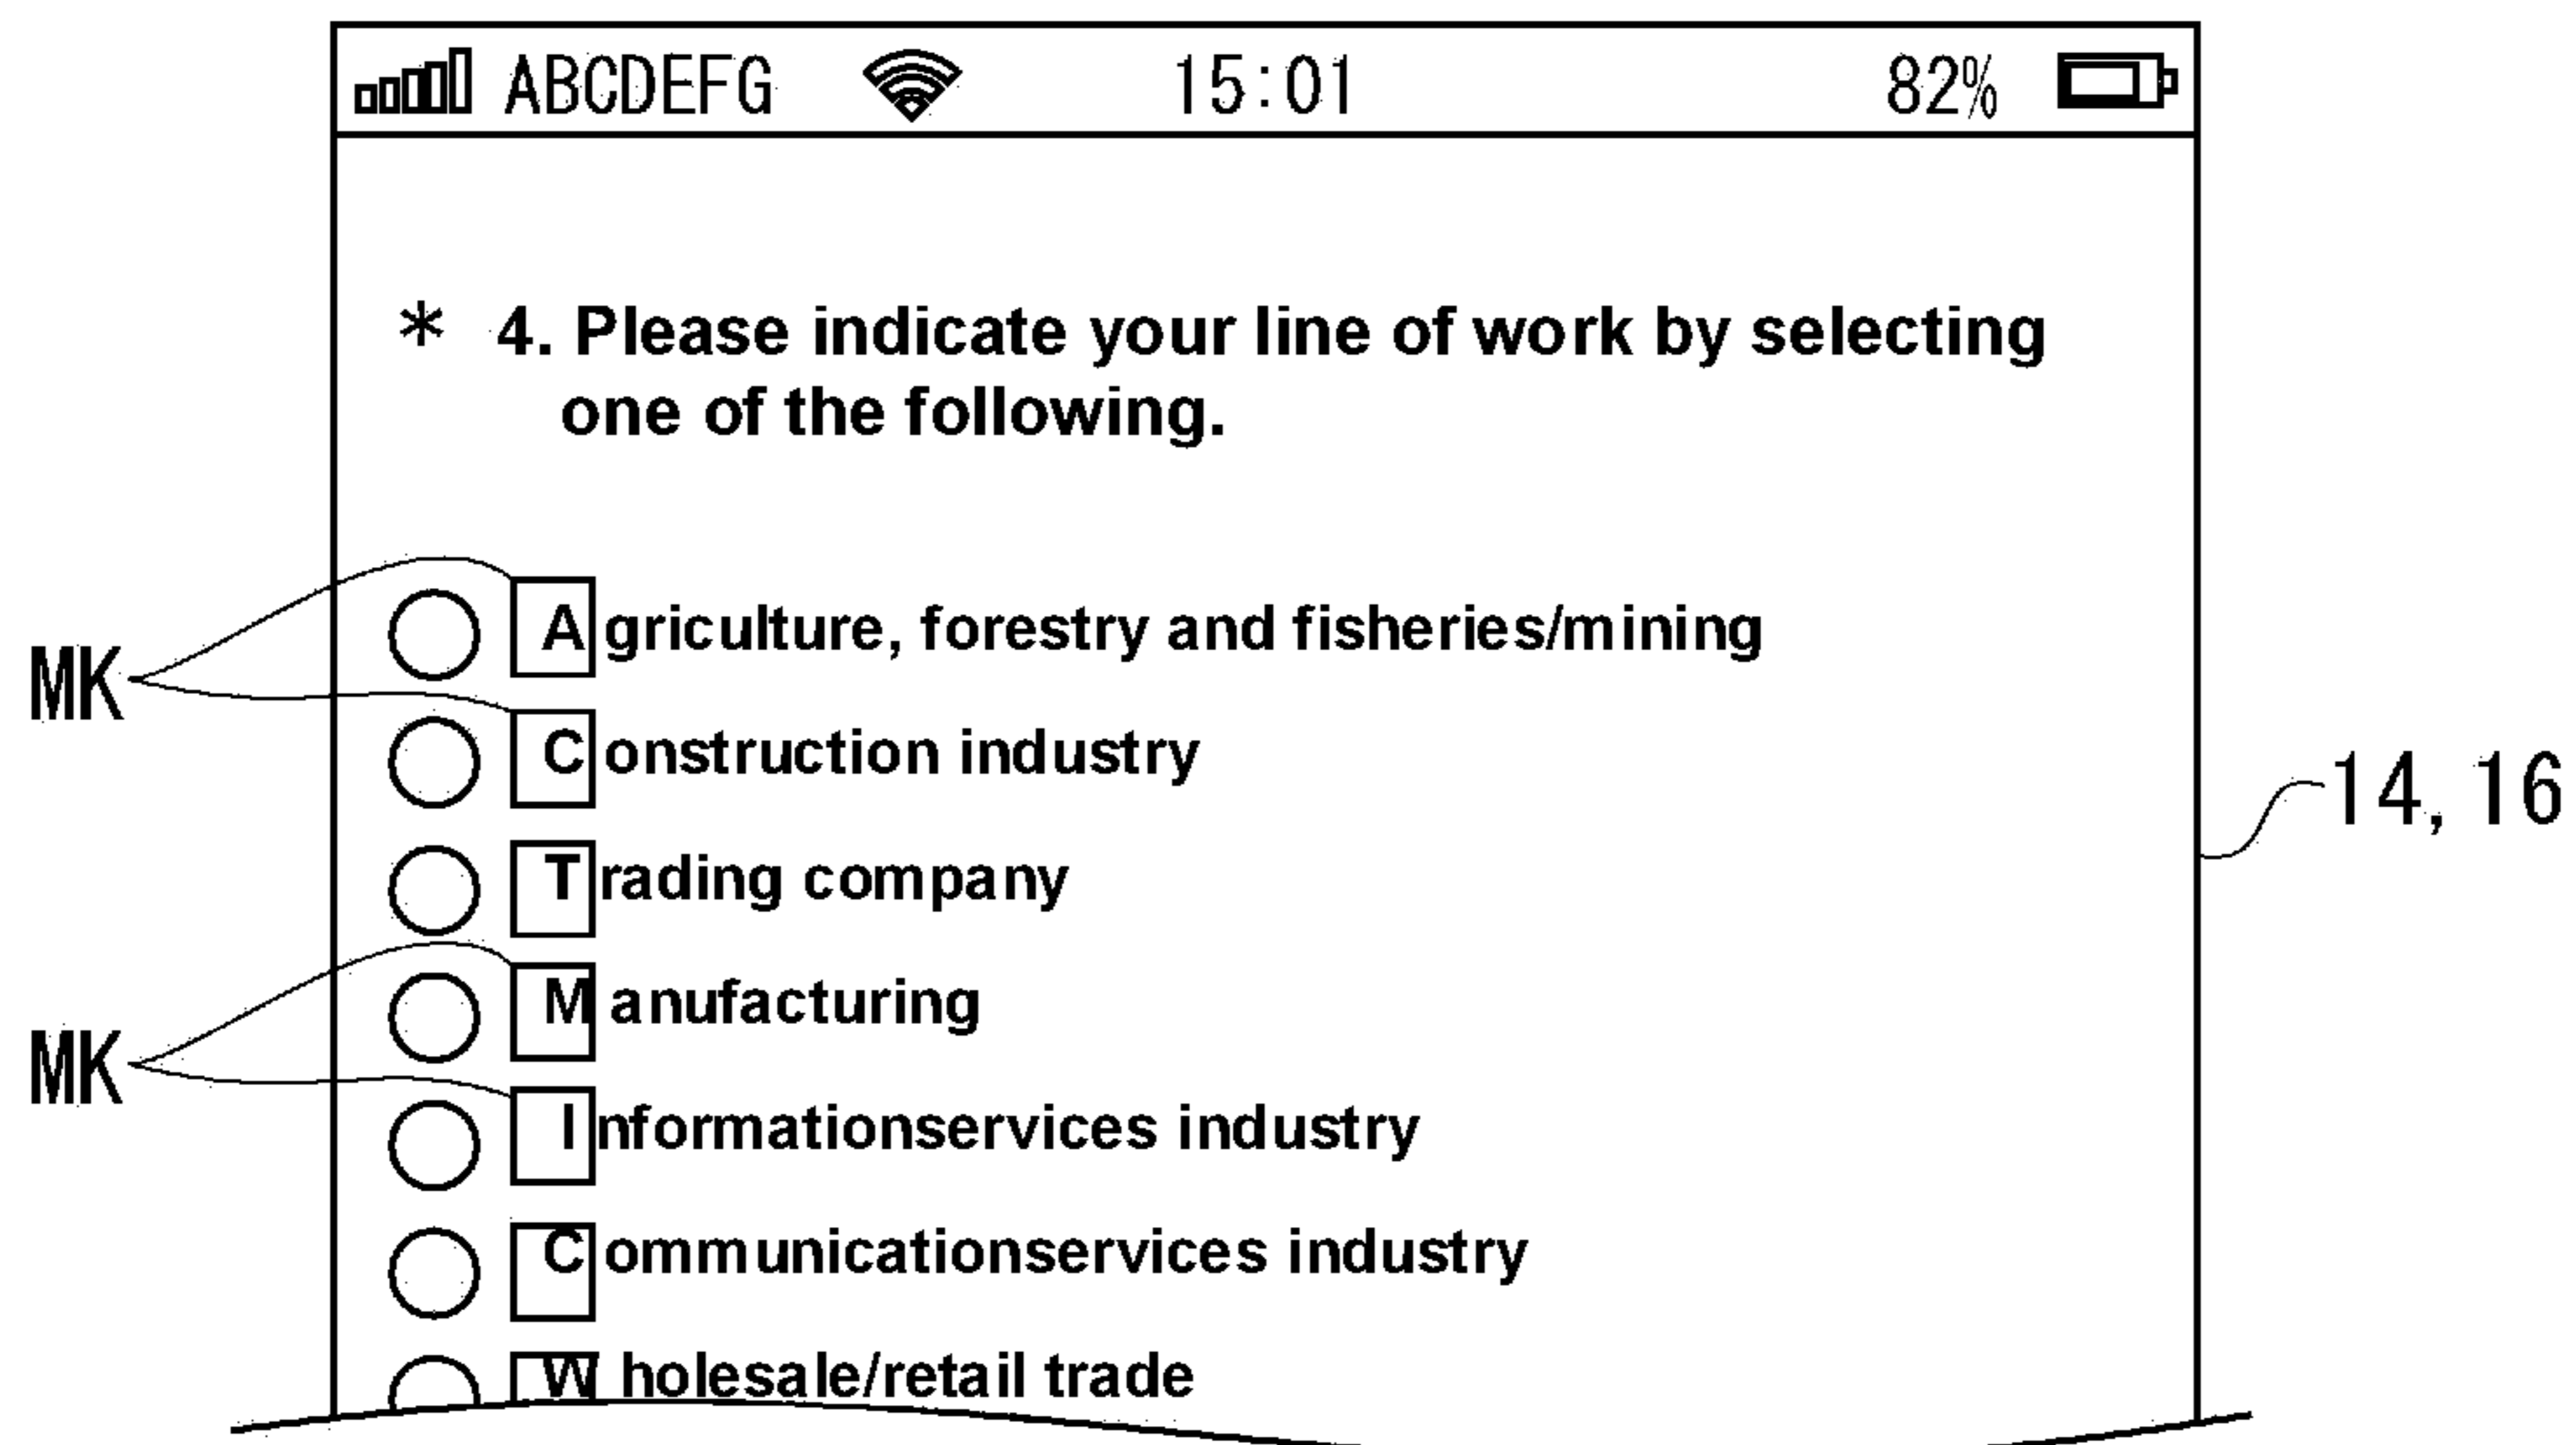 ABCDEFG 15:01 82%
* 4. Please indicate your line of work by selecting
one of the following.
Agriculture, forestry and fisheries/mining
MK
Construction industry
14, 16
Trading company
Manufacturing
MK
Informationservices industry
Communicationservices industry
Wholesale/retail trade